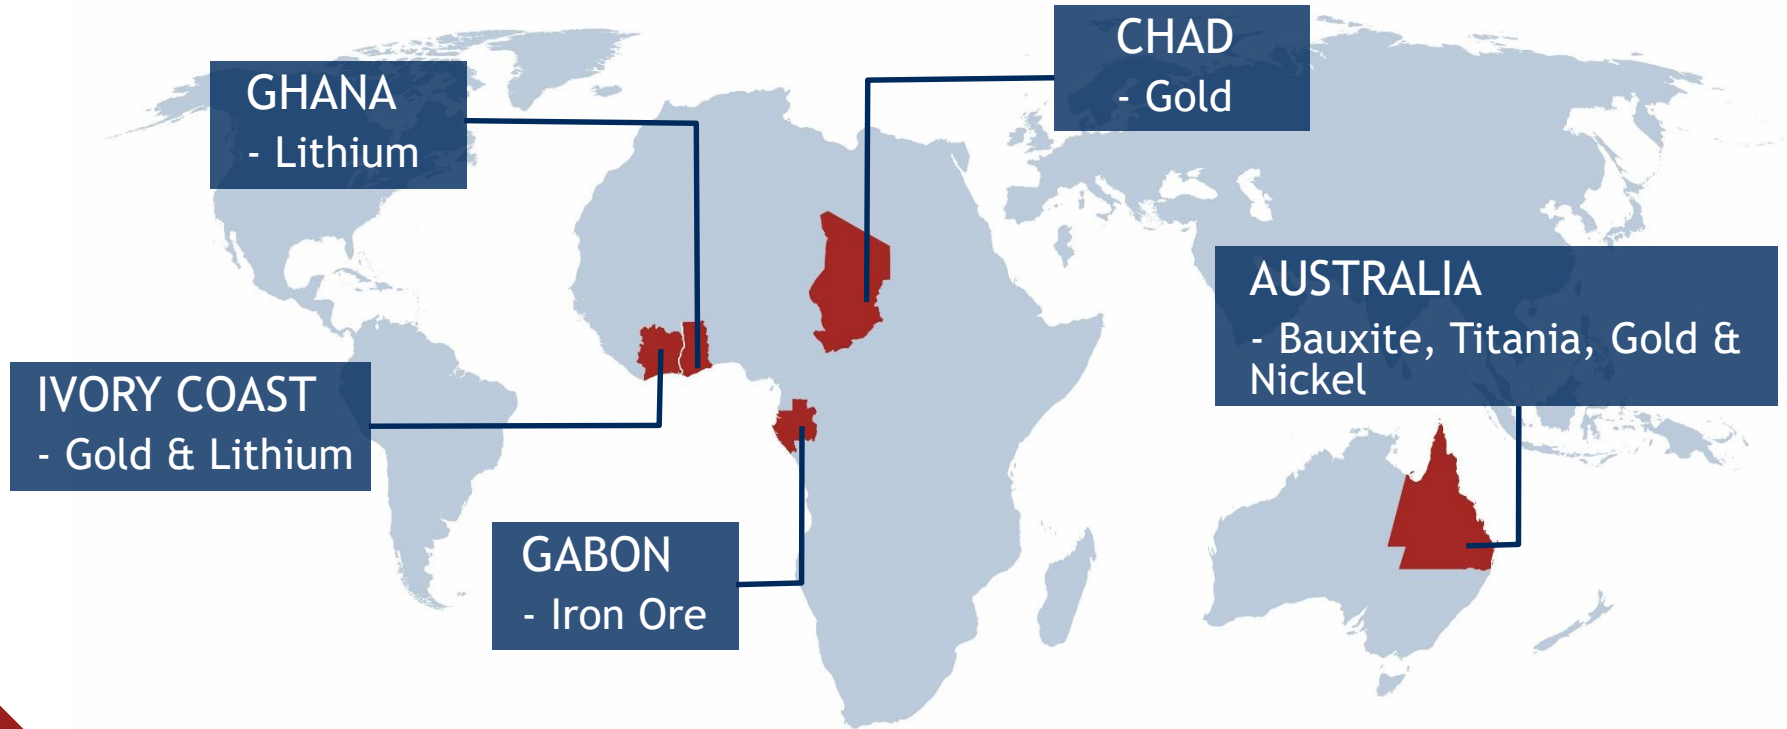 CHAD
- Gold
GHANA
- Lithium
AUSTRALIA
- Bauxite, Titania, Gold &
Nickel
IVORY COAST
- Gold & Lithium
GABON
- Iron Ore